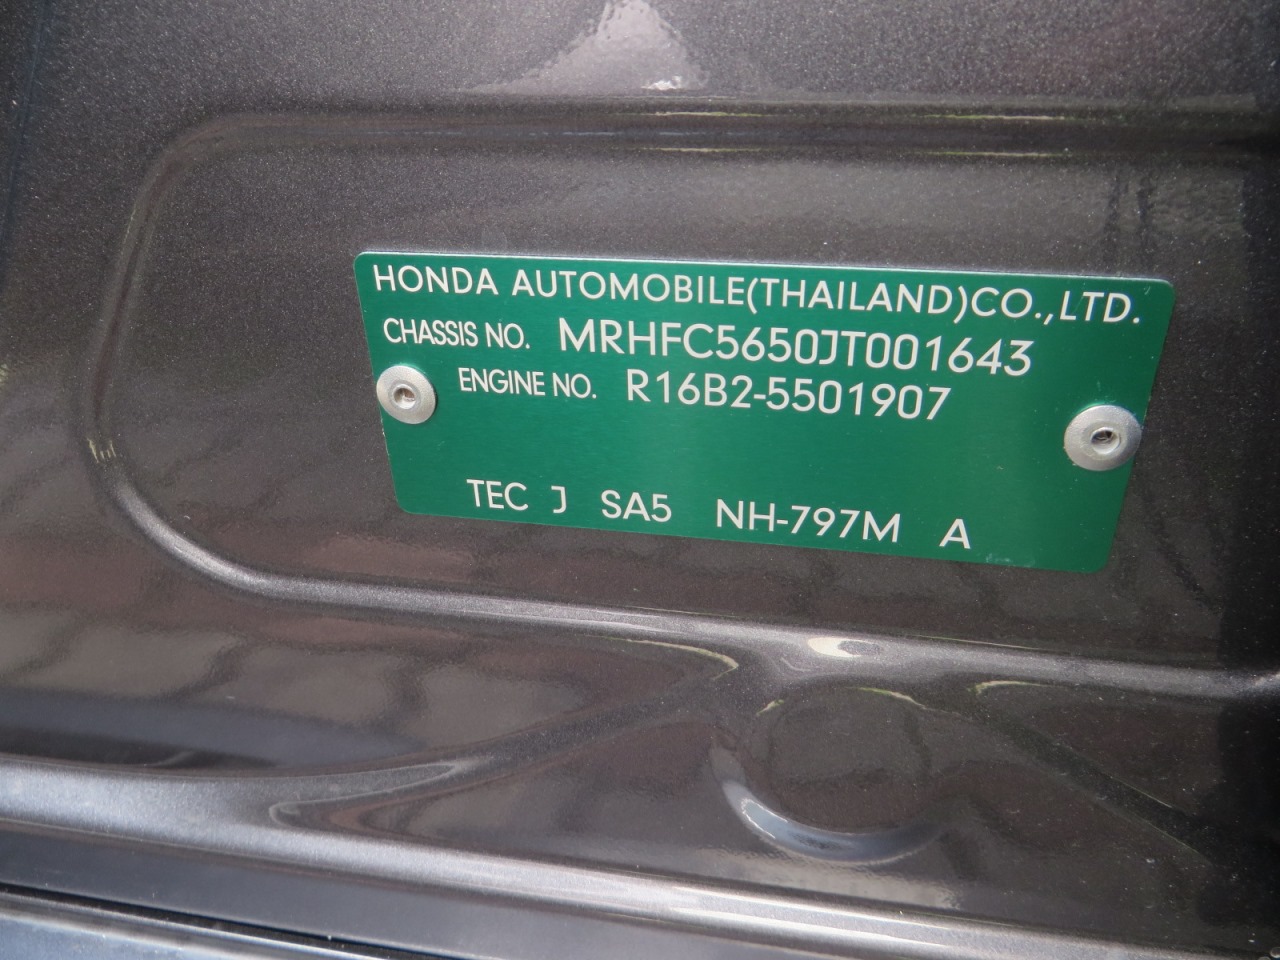 HONDA AUTOMOBILE(THAILAND)CO.,LTD.
CHASSIS NO. MRHFC5650JT001643
ENGINE NO. R16B2-5501907
TEC J SA5 NH-797M A